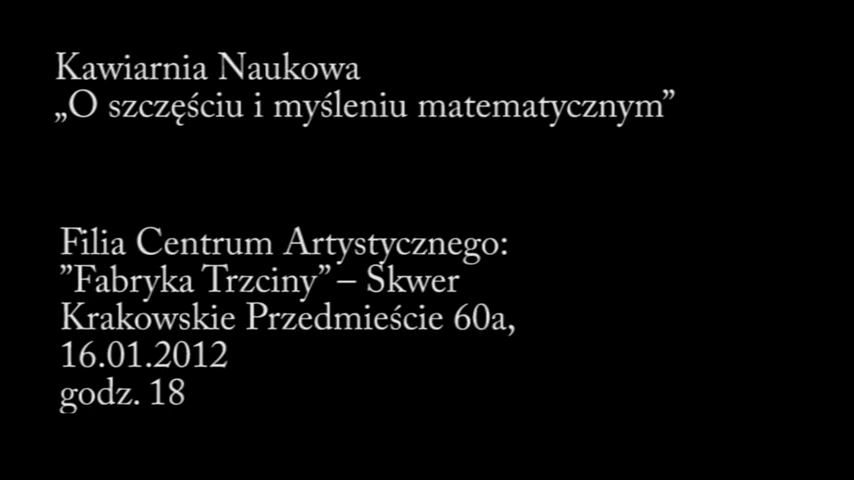 Kawiarnia Naukowa
„O szczęściu i myśleniu matematycznym”
Filia Centrum Artystycznego:
”Fabryka Trzciny” – Skwer
Krakowskie Przedmieście 60a,
16.01.2012
godz. 18